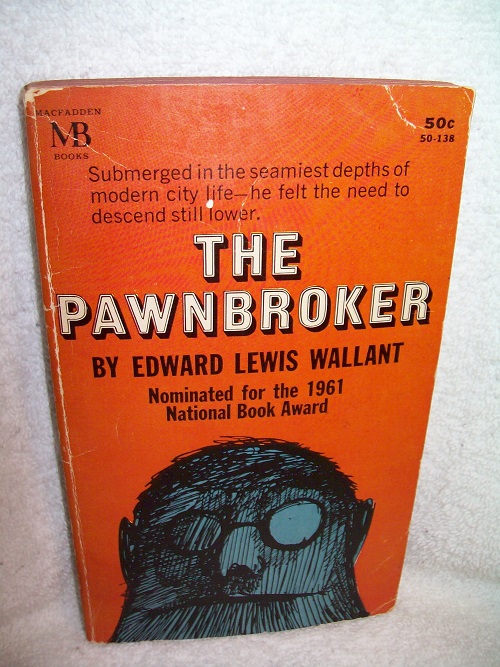 MACFADDEN
MB
BOOKS
50c
50-138
Submerged in the seamiest depths of
modern city life—he felt the need to
descend still lower.
THE
PAWNBROKER
BY EDWARD LEWIS WALLANT
Nominated for the 1961
National Book Award